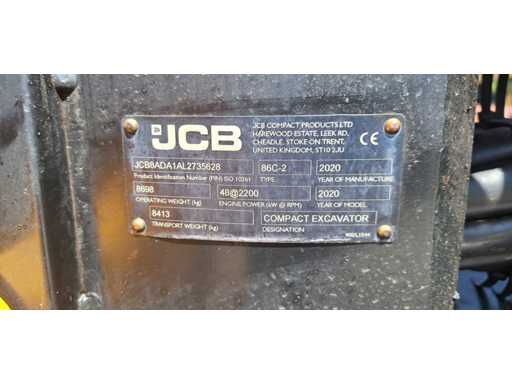 JCB
JCB COMPACT PRODUCTS LTD
HAREWOOD ESTATE, LEEK RD,
CHEADLE, STOKE ON TRENT,
UNITED KINGDOM, ST10 2JU
CE
JCB8ADA1AL2735628 86C-2 2020
Product Identification Number (PIN) ISO 10261 TYPE YEAR OF MANUFACTURE
8698 48@2200 2020
OPERATING WEIGHT (kg) ENGINE POWER (kW @ RPM) YEAR OF MODEL
8413 COMPACT EXCAVATOR
TRANSPORT WEIGHT (kg) DESIGNATION